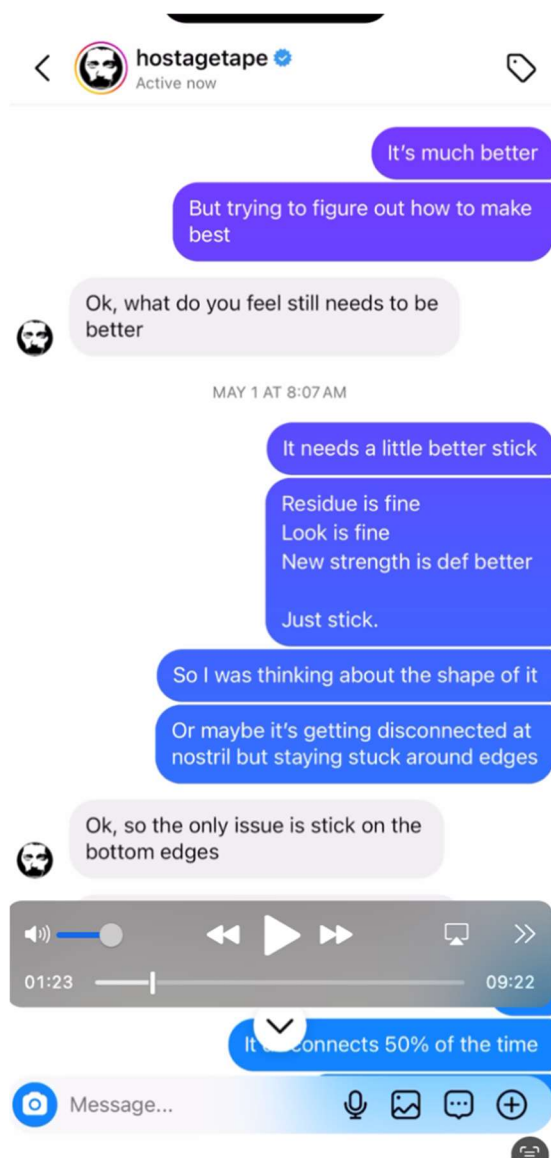 hostagetape
Active now
It's much better
But trying to figure out how to make
best
Ok, what do you feel still needs to be
better
MAY 1 AT 8:07 AM
It needs a little better stick
Residue is fine
Look is fine
New strength is def better
Just stick.
So I was thinking about the shape of it
Or maybe it's getting disconnected at
nostril but staying stuck around edges
Ok, so the only issue is stick on the
bottom edges
01:23
09:22
It
connects 50% of the time
Message...